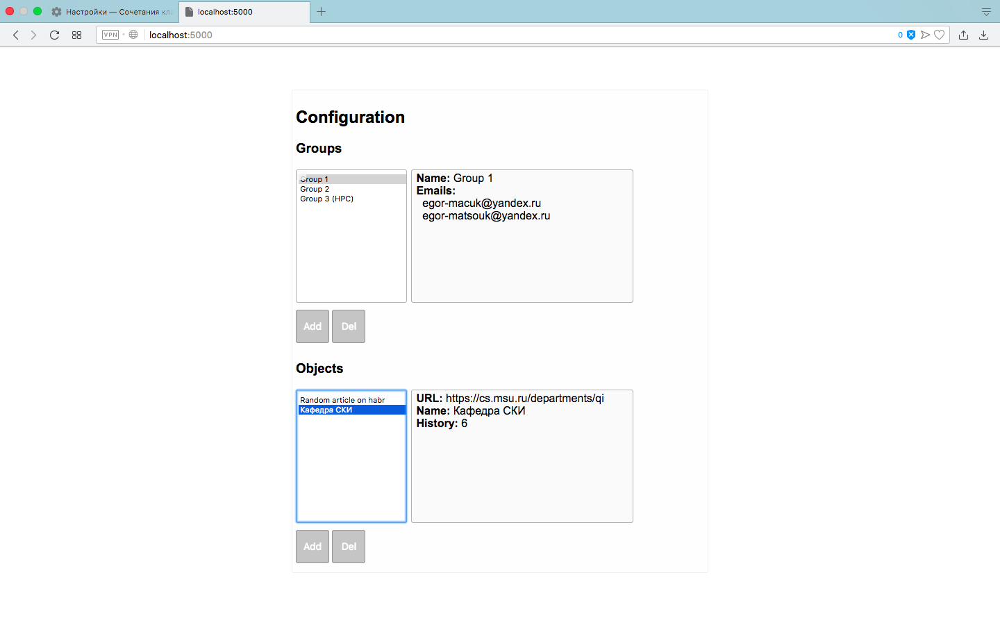 Настройки — Сочетания кла
localhost:5000
VPN
localhost:5000
0
Configuration
Groups
Group 1
Group 2
Group 3 (HPC)
Name: Group 1
Emails:
egor-macuk@yandex.ru
egor-matsouk@yandex.ru
Add
Del
Objects
Random article on habr
Кафедра СКИ
URL: https://cs.msu.ru/departments/qi
Name: Кафедра СКИ
History: 6
Add
Del